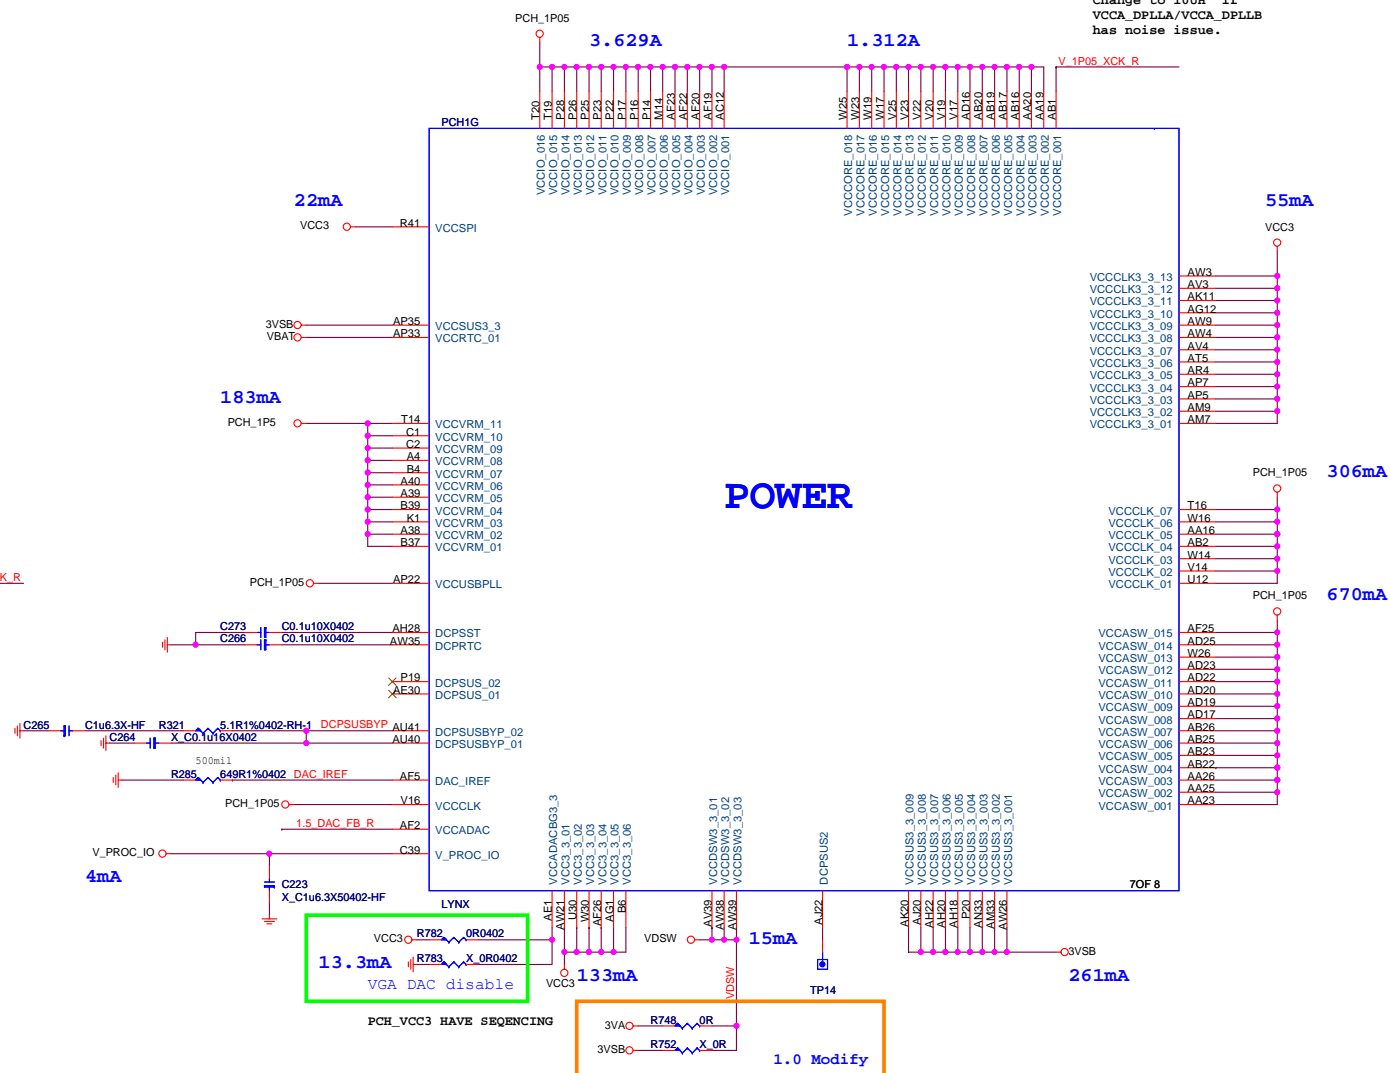 Change to 10uH if
VCCA_DPLLA/VCCA_DPLLB
has noise issue.
PCH_1P05
3.629A
1.312A
V_1P05_XCK_R
T20 T19 P28 P26 P25 P23 P22 P17 P16 P14 M14 AF23 AF22 AF20 AF19 AC12
W25 W23 W19 W17 V25 V23 V22 V20 V19 V17 AD16 AB20 AB19 AB17 AB16 AA20 AA19 AB1
PCH1G
VCCIO_016 VCCIO_015 VCCIO_014 VCCIO_013 VCCIO_012 VCCIO_011 VCCIO_010 VCCIO_009 VCCIO_008 VCCIO_007 VCCIO_006 VCCIO_005 VCCIO_004 VCCIO_003 VCCIO_002 VCCIO_001
VCCCORE_018 VCCCORE_017 VCCCORE_016 VCCCORE_015 VCCCORE_014 VCCCORE_013 VCCCORE_012 VCCCORE_011 VCCCORE_010 VCCCORE_009 VCCCORE_008 VCCCORE_007 VCCCORE_006 VCCCORE_005 VCCCORE_004 VCCCORE_003 VCCCORE_002 VCCCORE_001
22mA
VCC3 R41 VCCSPI
3VSB AP35 VCCSUS3_3
VBAT AP33 VCCRTC_01
183mA
PCH_1P5 T14 VCCVRM_11
C1 VCCVRM_10
C2 VCCVRM_09
A4 VCCVRM_08
B4 VCCVRM_07
A40 VCCVRM_06
A39 VCCVRM_05
B39 VCCVRM_04
K1 VCCVRM_03
A38 VCCVRM_02
B37 VCCVRM_01
K_R
PCH_1P05 AP22 VCCUSBPLL
C273 C0.1u10X0402 AH28 DCPSST
C266 C0.1u10X0402 AW35 DCPRTC
P19 DCPSUS_02
AE30 DCPSUS_01
C265 C1u6.3X-HF R321 5.1R1%0402-RH-1 DCPSUSBYP AU41 DCPSUSBYP_02
C264 X_C0.1u16X0402 AU40 DCPSUSBYP_01
500mil
R285 649R1%0402 DAC_IREF AF5 DAC_IREF
PCH_1P05 V16 VCCCLK
1.5_DAC_FB_R AF2 VCCADAC
V_PROC_IO C39 V_PROC_IO
4mA
C223
X_C1u6.3X50402-HF
POWER
55mA
VCC3
VCCCLK3_3_13 AW3
VCCCLK3_3_12 AV3
VCCCLK3_3_11 AK11
VCCCLK3_3_10 AG12
VCCCLK3_3_09 AW9
VCCCLK3_3_08 AW4
VCCCLK3_3_07 AV4
VCCCLK3_3_06 AT5
VCCCLK3_3_05 AR4
VCCCLK3_3_04 AP7
VCCCLK3_3_03 AP5
VCCCLK3_3_02 AM9
VCCCLK3_3_01 AM7
PCH_1P05 306mA
VCCCLK_07 T16
VCCCLK_06 W16
VCCCLK_05 AA16
VCCCLK_04 AB2
VCCCLK_03 W14
VCCCLK_02 V14
VCCCLK_01 U12
PCH_1P05 670mA
VCCASW_015 AF25
VCCASW_014 AD25
VCCASW_013 W26
VCCASW_012 AD23
VCCASW_011 AD22
VCCASW_010 AD20
VCCASW_009 AD19
VCCASW_008 AD17
VCCASW_007 AB26
VCCASW_006 AB25
VCCASW_005 AB23
VCCASW_004 AB22
VCCASW_003 AA26
VCCASW_002 AA25
VCCASW_001 AA23
VCCADACBG3_3 VCC3_3_01 VCC3_3_02 VCC3_3_03 VCC3_3_04 VCC3_3_05 VCC3_3_06
VCCDSW3_3_01 VCCDSW3_3_02 VCCDSW3_3_03
DCPSUS2
VCCSUS3_3_009 VCCSUS3_3_008 VCCSUS3_3_007 VCCSUS3_3_006 VCCSUS3_3_005 VCCSUS3_3_004 VCCSUS3_3_003 VCCSUS3_3_002 VCCSUS3_3_001
7OF 8
LYNX
AE1 AW21 U30 W30 AF26 AG1 B6
AV39 AW38 AW39
AJ22
AK20 AJ20 AH22 AH20 AH18 P20 AN33 AM33 AW26
VCC3 R782 0R0402
R783 X_0R0402
13.3mA
VGA DAC disable
VCC3 133mA
VDSW 15mA
VDSW
TP14
3VSB
261mA
PCH_VCC3 HAVE SEQENCING
3VA R748 0R
3VSB R752 X_0R
1.0 Modify